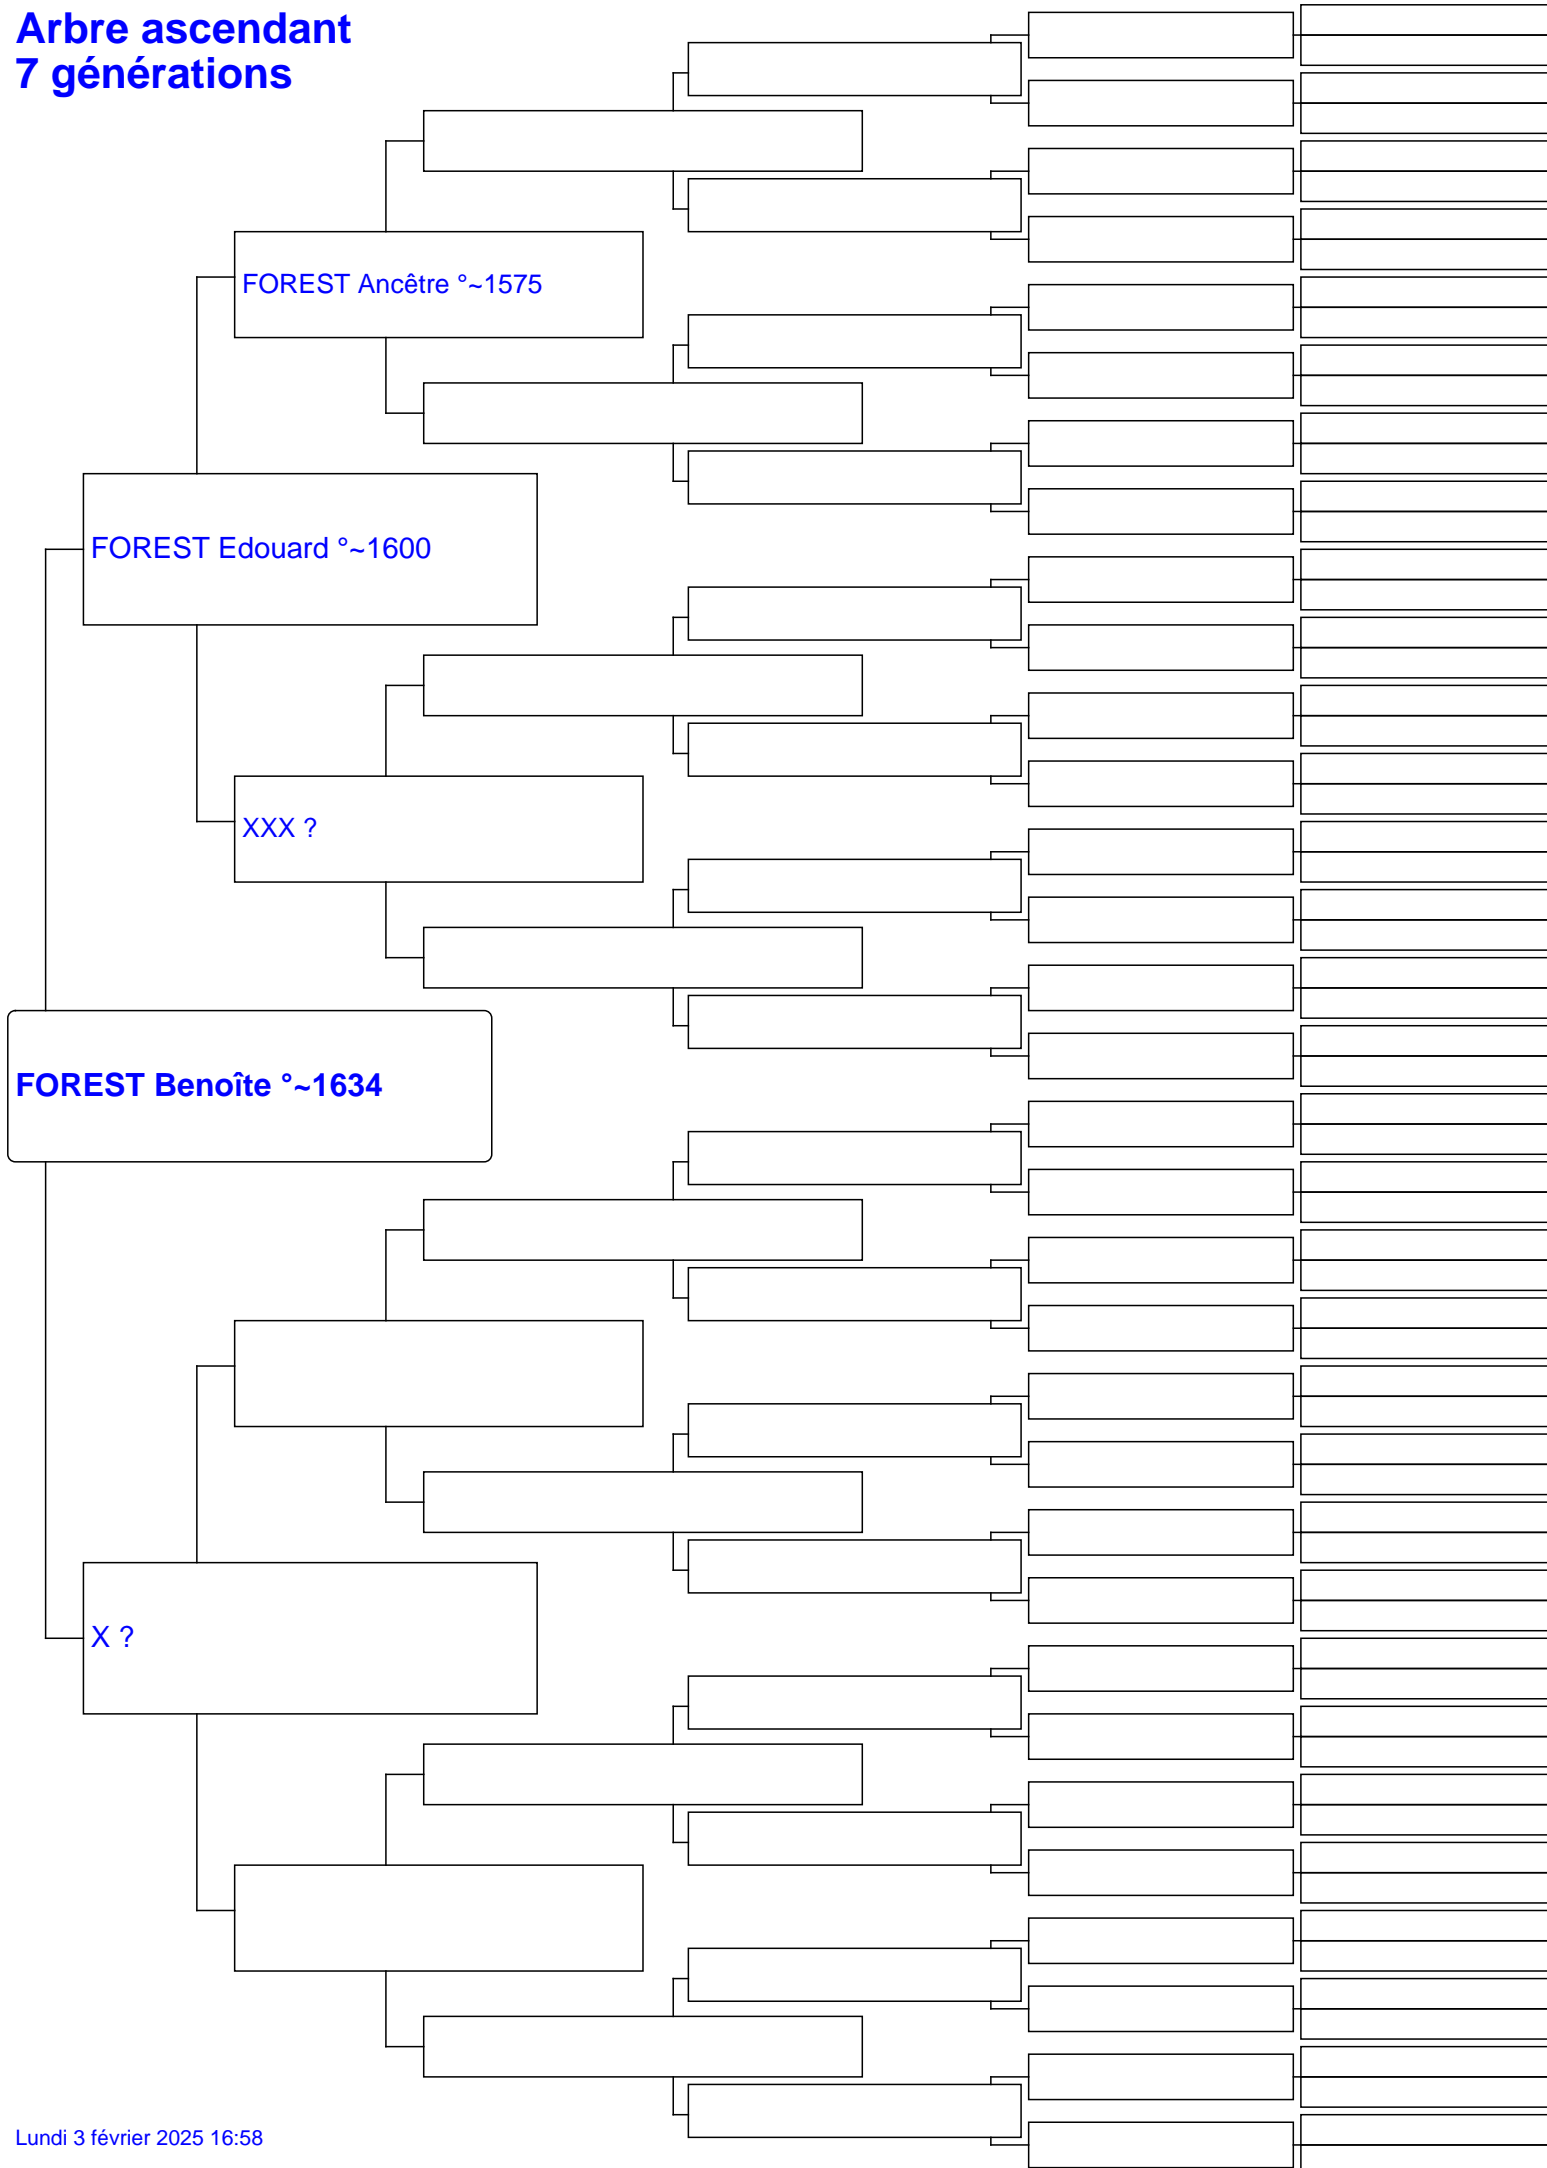 Arbre ascendant
7 générations
FOREST Ancêtre °~1575
FOREST Edouard °~1600
XXX ?
FOREST Benoîte °~1634
X ?
Lundi 3 février 2025 16:58